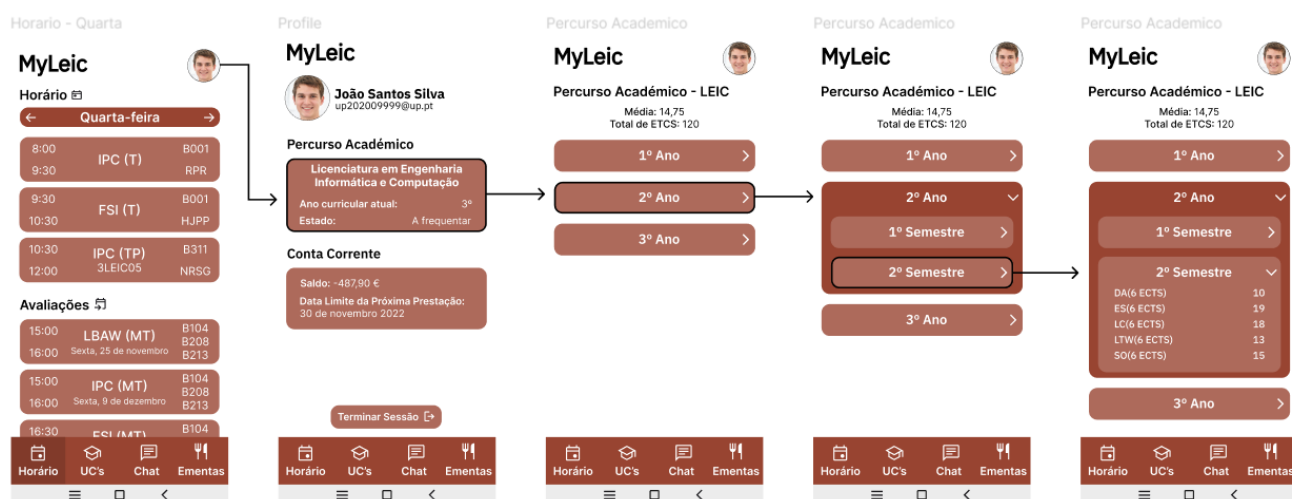 Horario - Quarta
MyLeic
Horário
Quarta-feira
8:00 IPC (T) B001
9:30 RPR
9:30 FSI (T) B001
10:30 HJPP
10:30 IPC (TP) B311
12:00 3LEIC05 NRSG
Avaliações
15:00 LBAW (MT) B104
B208
16:00 Sexta, 25 de novembro B213
15:00 IPC (MT) B104
B208
16:00 Sexta, 9 de dezembro B213
16:30 FSI (MT) B104
Horário UC's Chat Ementas
Profile
MyLeic
João Santos Silva
up202009999@up.pt
Percurso Académico
Licenciatura em Engenharia
Informática e Computação
Ano curricular atual: 3º
Estado: A frequentar
Conta Corrente
Saldo: -487,90 €
Data Limite da Próxima Prestação:
30 de novembro 2022
Terminar Sessão
Horário UC's Chat Ementas
Percurso Academico
MyLeic
Percurso Académico - LEIC
Média: 14,75
Total de ETCS: 120
1º Ano
2º Ano
3º Ano
Horário UC's Chat Ementas
Percurso Academico
MyLeic
Percurso Académico - LEIC
Média: 14,75
Total de ETCS: 120
1º Ano
2º Ano
1º Semestre
2º Semestre
3º Ano
Horário UC's Chat Ementas
Percurso Academico
MyLeic
Percurso Académico - LEIC
Média: 14,75
Total de ETCS: 120
1º Ano
2º Ano
1º Semestre
2º Semestre
DA(6 ECTS) 10
ES(6 ECTS) 19
LC(6 ECTS) 18
LTW(6 ECTS) 13
SO(6 ECTS) 15
3º Ano
Horário UC's Chat Ementas